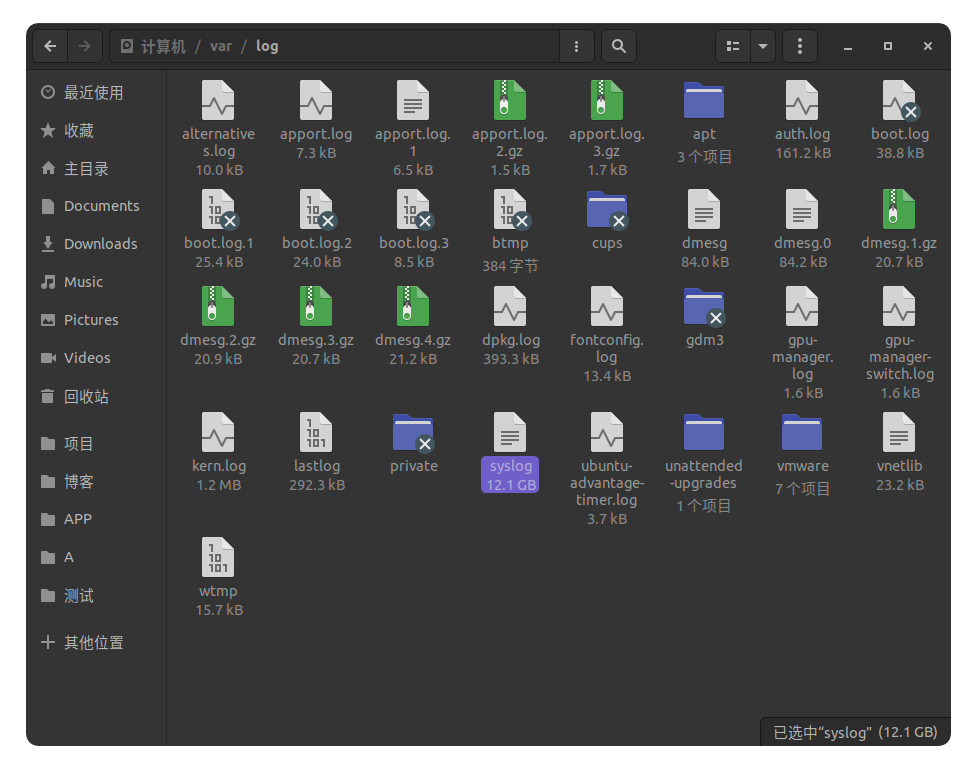 计算机 / var / log
最近使用
收藏
主目录
Documents
Downloads
Music
Pictures
Videos
回收站
项目
博客
APP
A
测试
其他位置
alternative
s.log
10.0 kB
apport.log
7.3 kB
apport.log.
1
6.5 kB
apport.log.
2.gz
1.5 kB
apport.log.
3.gz
1.7 kB
apt
3 个项目
auth.log
161.2 kB
boot.log
38.8 kB
boot.log.1
25.4 kB
boot.log.2
24.0 kB
boot.log.3
8.5 kB
btmp
384 字节
cups
dmesg
84.0 kB
dmesg.0
84.2 kB
dmesg.1.gz
20.7 kB
dmesg.2.gz
20.9 kB
dmesg.3.gz
20.7 kB
dmesg.4.gz
21.2 kB
dpkg.log
393.3 kB
fontconfig.
log
13.4 kB
gdm3
gpu-
manager.
log
1.6 kB
gpu-
manager-
switch.log
1.6 kB
kern.log
1.2 MB
lastlog
292.3 kB
private
syslog
12.1 GB
ubuntu-
advantage-
timer.log
3.7 kB
unattended
-upgrades
1 个项目
vmware
7 个项目
vnetlib
23.2 kB
wtmp
15.7 kB
已选中“syslog” (12.1 GB)